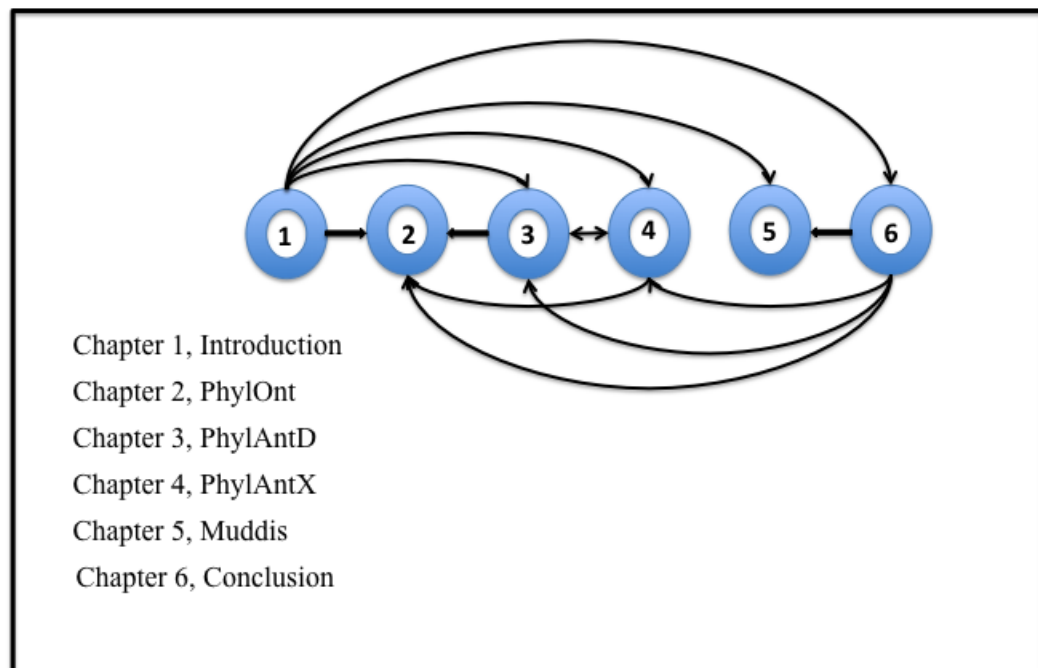 1 2 3 4 5 6
Chapter 1, Introduction
Chapter 2, PhylOnt
Chapter 3, PhylAntD
Chapter 4, PhylAntX
Chapter 5, Muddis
Chapter 6, Conclusion